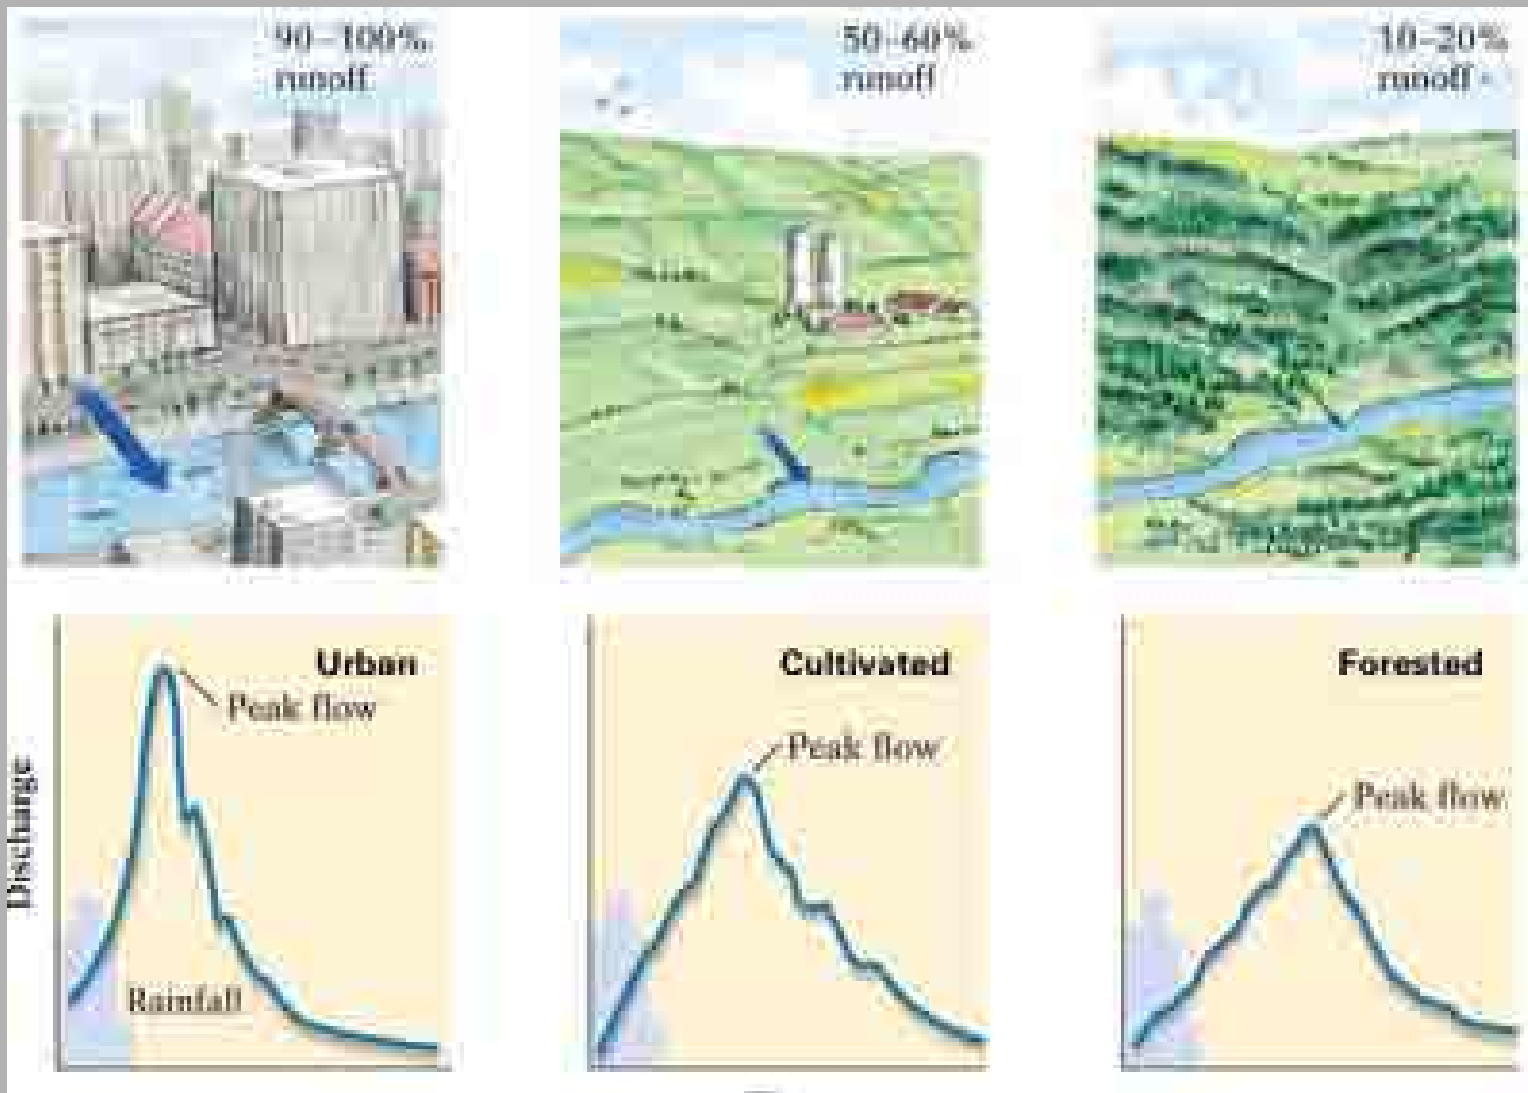 90–100%
runoff
50–60%
runoff
10–20%
runoff
Urban
Peak flow
Rainfall
Discharge
Cultivated
Peak flow
Forested
Peak flow